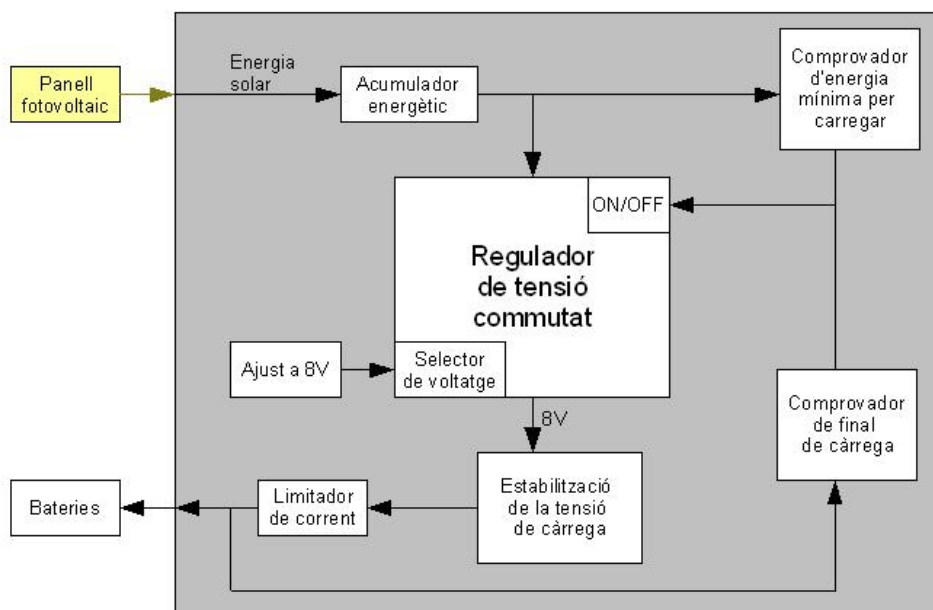 Panell
fotovoltaic
Energia
solar
Acumulador
energètic
Comprovador
d'energia
mínima per
carregar
ON/OFF
Regulador
de tensió
commutat
Ajust a 8V
Selector
de voltatge
8V
Comprovador
de final
de càrrega
Bateries
Limitador
de corrent
Estabilització
de la tensió
de càrrega